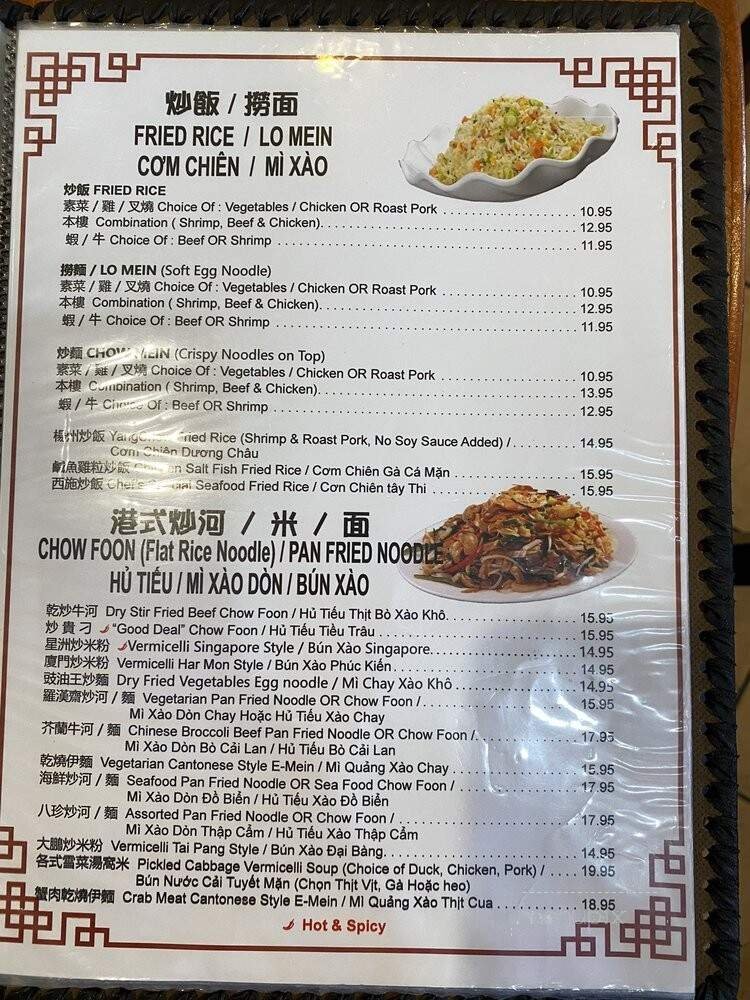 炒飯 / 撈面
FRIED RICE / LO MEIN
CƠM CHIÊN / MÌ XÀO
炒飯 FRIED RICE
素菜 / 雞 / 叉燒 Choice Of : Vegetables / Chicken OR Roast Pork 10.95
本樓 Combination ( Shrimp, Beef & Chicken). 12.95
蝦 / 牛 Choice Of : Beef OR Shrimp 11.95
撈麵 / LO MEIN (Soft Egg Noodle)
素菜 / 雞 / 叉燒 Choice Of : Vegetables / Chicken OR Roast Pork 10.95
本樓 Combination ( Shrimp, Beef & Chicken). 12.95
蝦 / 牛 Choice Of : Beef OR Shrimp 11.95
炒麵 CHOW MEIN (Crispy Noodles on Top)
素菜 / 雞 / 叉燒 Choice Of : Vegetables / Chicken OR Roast Pork 10.95
本樓 Combination ( Shrimp, Beef & Chicken). 13.95
蝦 / 牛 Choice Of : Beef OR Shrimp 12.95
楊州炒飯 Fried Rice (Shrimp & Roast Pork, No Soy Sauce Added) / 14.95
Cơm Chiên Dương Châu
鹹魚雞粒炒飯 Chicken Salt Fish Fried Rice / Cơm Chiên Gà Cá Mặn 15.95
西施炒飯 Chef's Special Seafood Fried Rice / Cơn Chiên tây Thi 15.95
港式炒河 / 米 / 面
CHOW FOON (Flat Rice Noodle) / PAN FRIED NOODLE
HỦ TIẾU / MÌ XÀO DÒN / BÚN XÀO
乾炒牛河 Dry Stir Fried Beef Chow Foon / Hủ Tiếu Thịt Bò Xào Khô. 15.95
炒貴刁 "Good Deal" Chow Foon / Hủ Tiếu Tiều Trâu 15.95
星洲炒米粉 Vermicelli Singapore Style / Bún Xào Singapore. 14.95
廈門炒米粉 Vermicelli Har Mon Style / Bún Xào Phúc Kiến 14.95
豉油王炒麵 Dry Fried Vegetables Egg noodle / Mì Chay Xào Khô 14.95
羅漢齋炒河 / 麵 Vegetarian Pan Fried Noodle OR Chow Foon / 15.95
Mì Xào Dòn Chay Hoặc Hủ Tiếu Xào Chay
芥蘭牛河 / 麵 Chinese Broccoli Beef Pan Fried Noodle OR Chow Foon / 17.95
Mì Xào Dòn Bò Cải Lan / Hủ Tiếu Bò Cải Lan
乾燒伊麵 Vegetarian Cantonese Style E-Mein / Mì Quảng Xào Chay 15.95
海鮮炒河 / 麵 Seafood Pan Fried Noodle OR Sea Food Chow Foon / 17.95
Mì Xào Dòn Đồ Biển / Hủ Tiếu Xào Đồ Biển
八珍炒河 / 麵 Assorted Pan Fried Noodle OR Chow Foon / 17.95
Mì Xào Dòn Thập Cẩm / Hủ Tiếu Xào Thập Cẩm
大鵬炒米粉 Vermicelli Tai Pang Style / Bún Xào Đại Bàng. 14.95
各式雪菜湯窩米 Pickled Cabbage Vermicelli Soup (Choice of Duck, Chicken, Pork) / 19.95
Bún Nước Cải Tuyết Mặn (Chọn Thịt Vịt, Gà Hoặc heo)
蟹肉乾燒伊麵 Crab Meat Cantonese Style E-Mein / Mì Quảng Xào Thịt Cua 18.95
Hot & Spicy